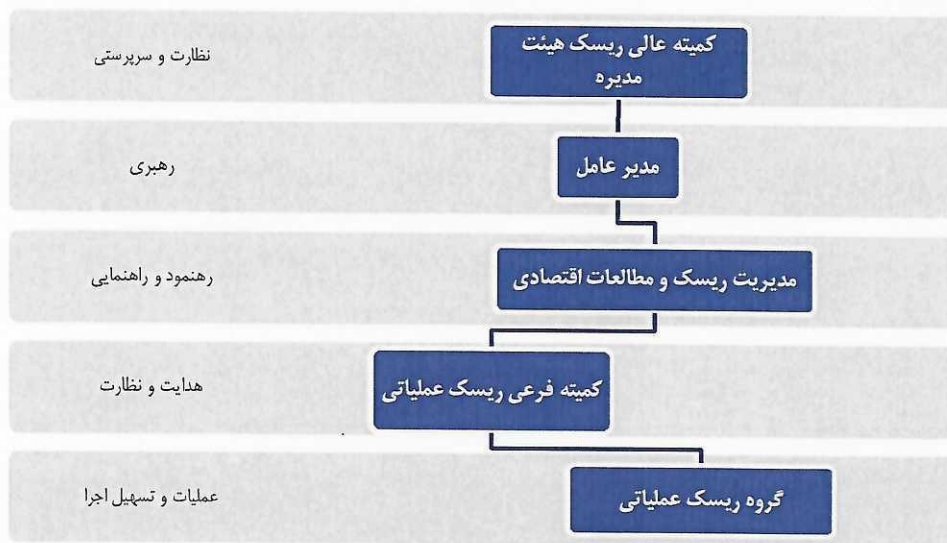 کمیته عالی ریسک هیئت
مدیره
نظارت و سرپرستی
مدیر عامل
رهبری
مدیریت ریسک و مطالعات اقتصادی
رهنمود و راهنمایی
کمیته فرعی ریسک عملیاتی
هدایت و نظارت
گروه ریسک عملیاتی
عملیات و تسهیل اجرا